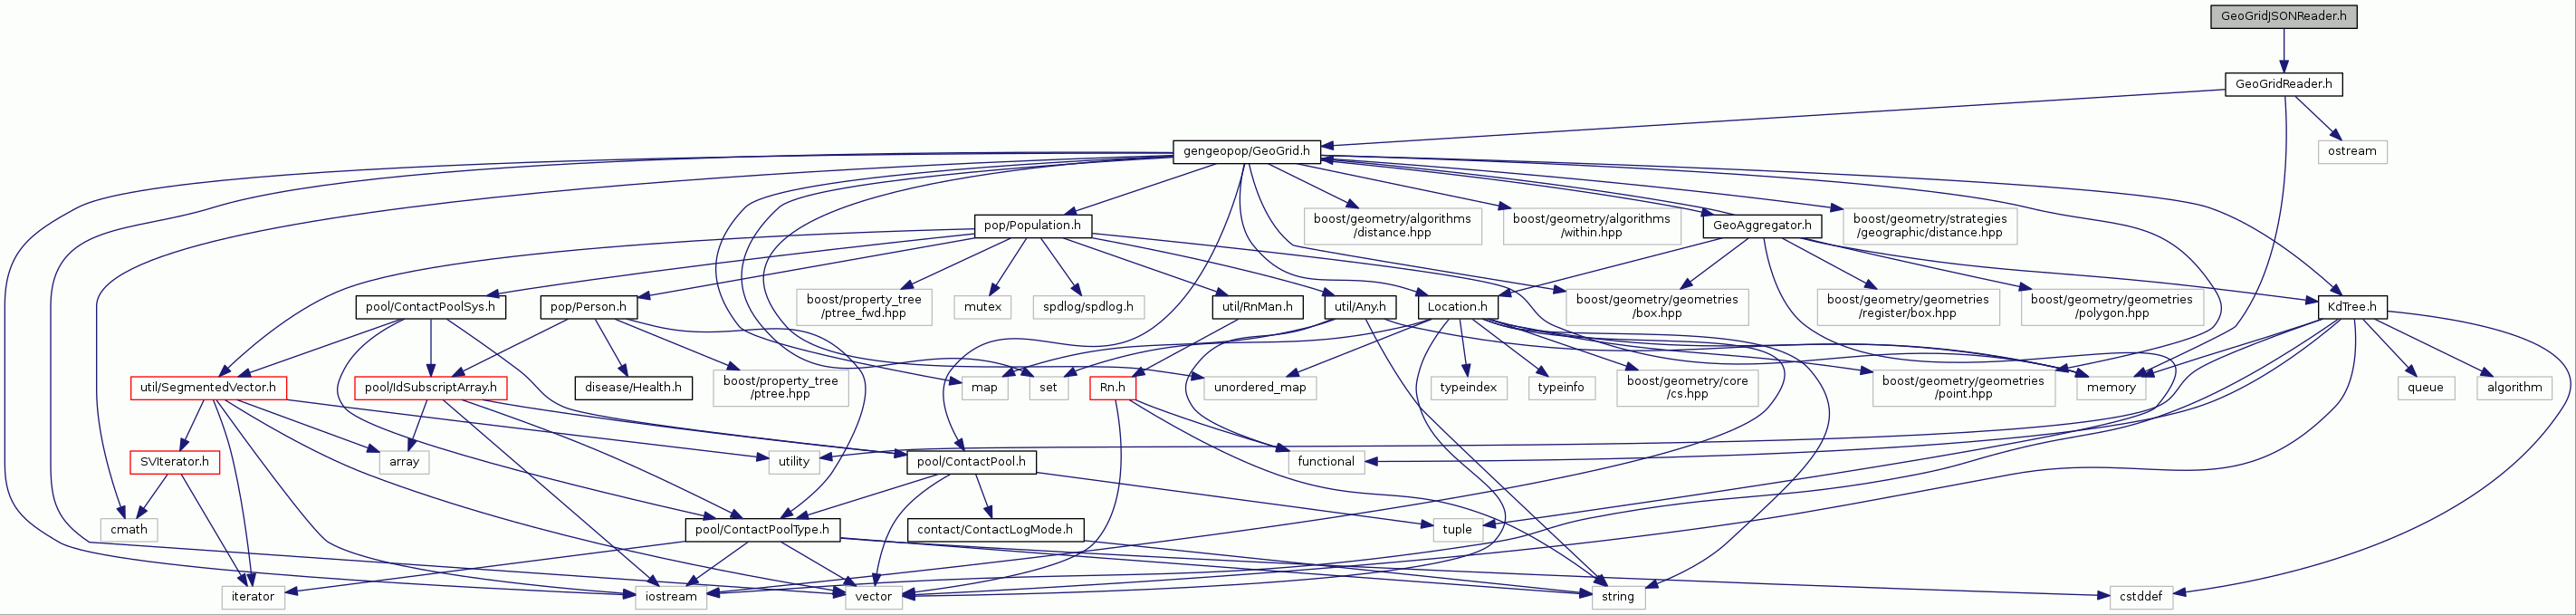 GeoGridJSONReader.h
GeoGridReader.h
gengeopop/GeoGrid.h
ostream
pop/Population.h
boost/geometry/algorithms
/distance.hpp
boost/geometry/algorithms
/within.hpp
GeoAggregator.h
boost/geometry/strategies
/geographic/distance.hpp
pool/ContactPoolSys.h
pop/Person.h
boost/property_tree
/ptree_fwd.hpp
mutex
spdlog/spdlog.h
util/RnMan.h
util/Any.h
Location.h
boost/geometry/geometries
/box.hpp
boost/geometry/geometries
/register/box.hpp
boost/geometry/geometries
/polygon.hpp
KdTree.h
util/SegmentedVector.h
pool/IdSubscriptArray.h
disease/Health.h
boost/property_tree
/ptree.hpp
map
set
Rn.h
unordered_map
typeindex
typeinfo
boost/geometry/core
/cs.hpp
boost/geometry/geometries
/point.hpp
memory
queue
algorithm
SVIterator.h
array
utility
pool/ContactPool.h
functional
cmath
pool/ContactPoolType.h
contact/ContactLogMode.h
tuple
iterator
iostream
vector
string
cstddef